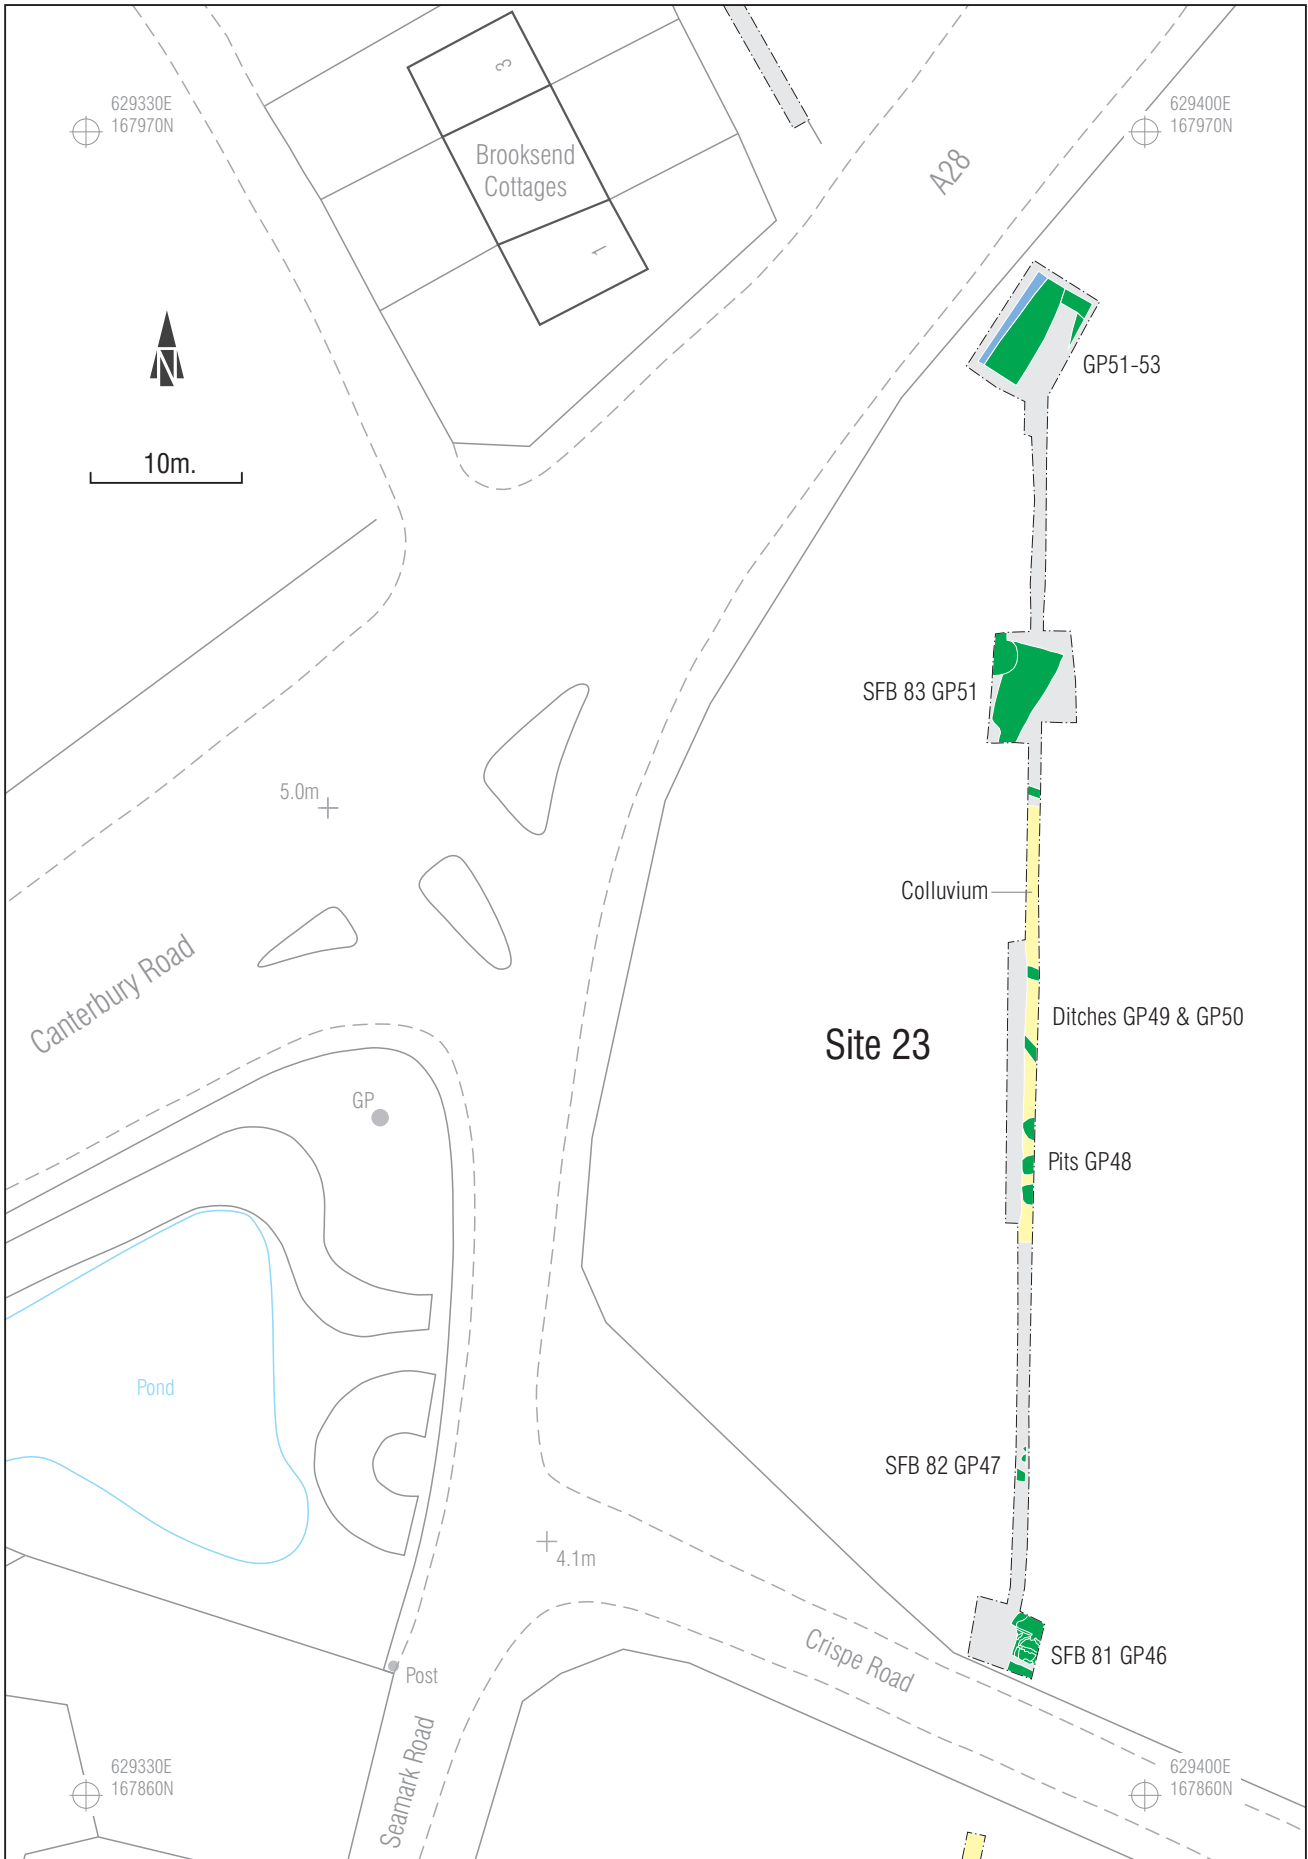 3
629330E
167970N
629400E
167970N
Brooksend
Cottages
A28
1
N
GP51-53
10m.
SFB 83 GP51
5.0m
Colluvium
Canterbury Road
Ditches GP49 & GP50
Site 23
GP
Pits GP48
Pond
SFB 82 GP47
4.1m
Crispe Road
SFB 81 GP46
Post
Seamark Road
629330E
167860N
629400E
167860N